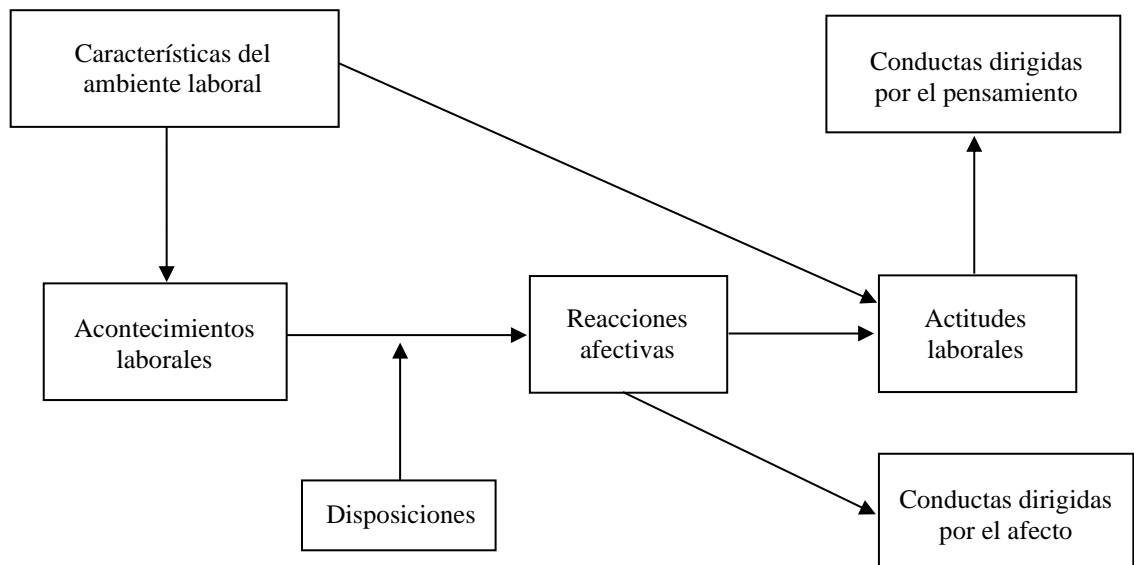 Características del
ambiente laboral
Conductas dirigidas
por el pensamiento
Acontecimientos
laborales
Reacciones
afectivas
Actitudes
laborales
Disposiciones
Conductas dirigidas
por el afecto